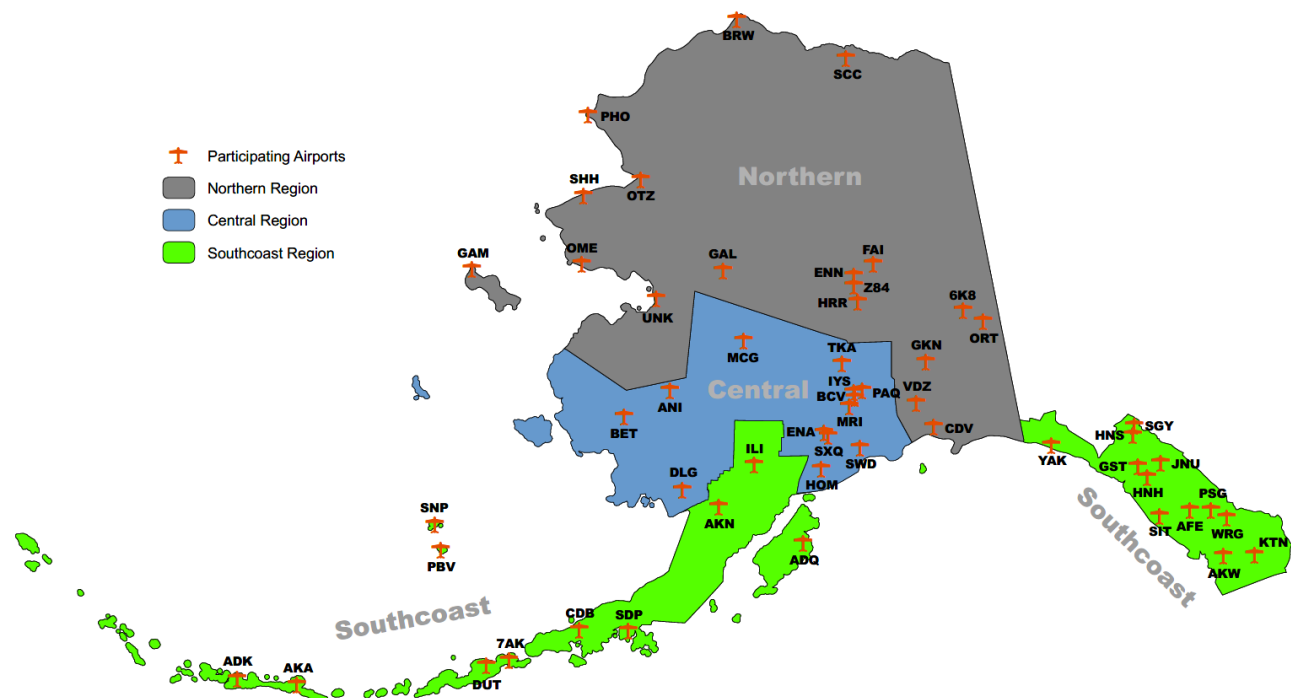 BRW
SCC
PHO
Participating Airports
Northern Region
Central Region
Southcoast Region
Northern
SHH
OTZ
GAM
OME
GAL
FAI
ENN
Z84
HRR
UNK
6K8
ORT
MCG
TKA
GKN
Central
IYS
PAQ
BCV
VDZ
ANI
MRI
BET
CDV
ENA
SXQ
SWD
ILI
HOM
DLG
AKN
YAK
HNS
SGY
GST
JNU
HNH
PSG
SIT
AFE
WRG
KTN
AKW
Southcoast
SNP
PBV
ADQ
Southcoast
CDB
SDP
7AK
DUT
ADK
AKA